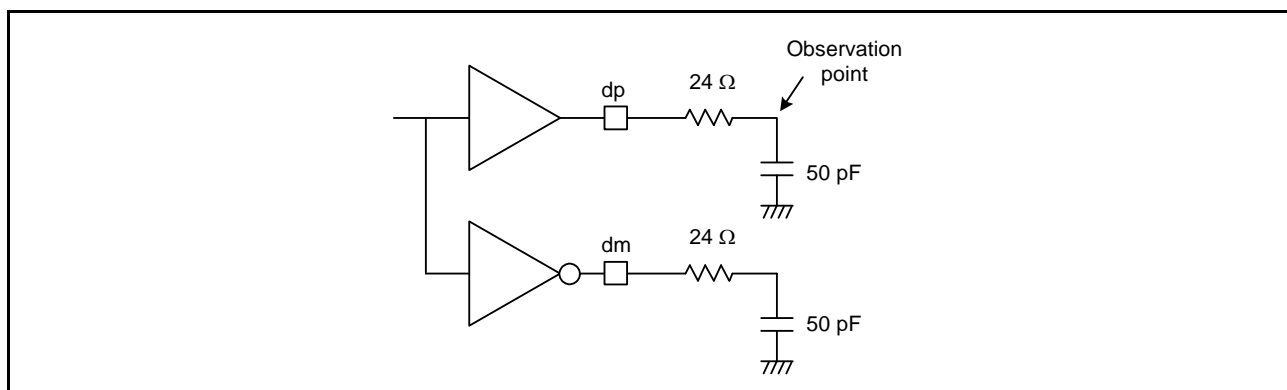 Observation
point
24 Ω
dp
50 pF
24 Ω
dm
50 pF